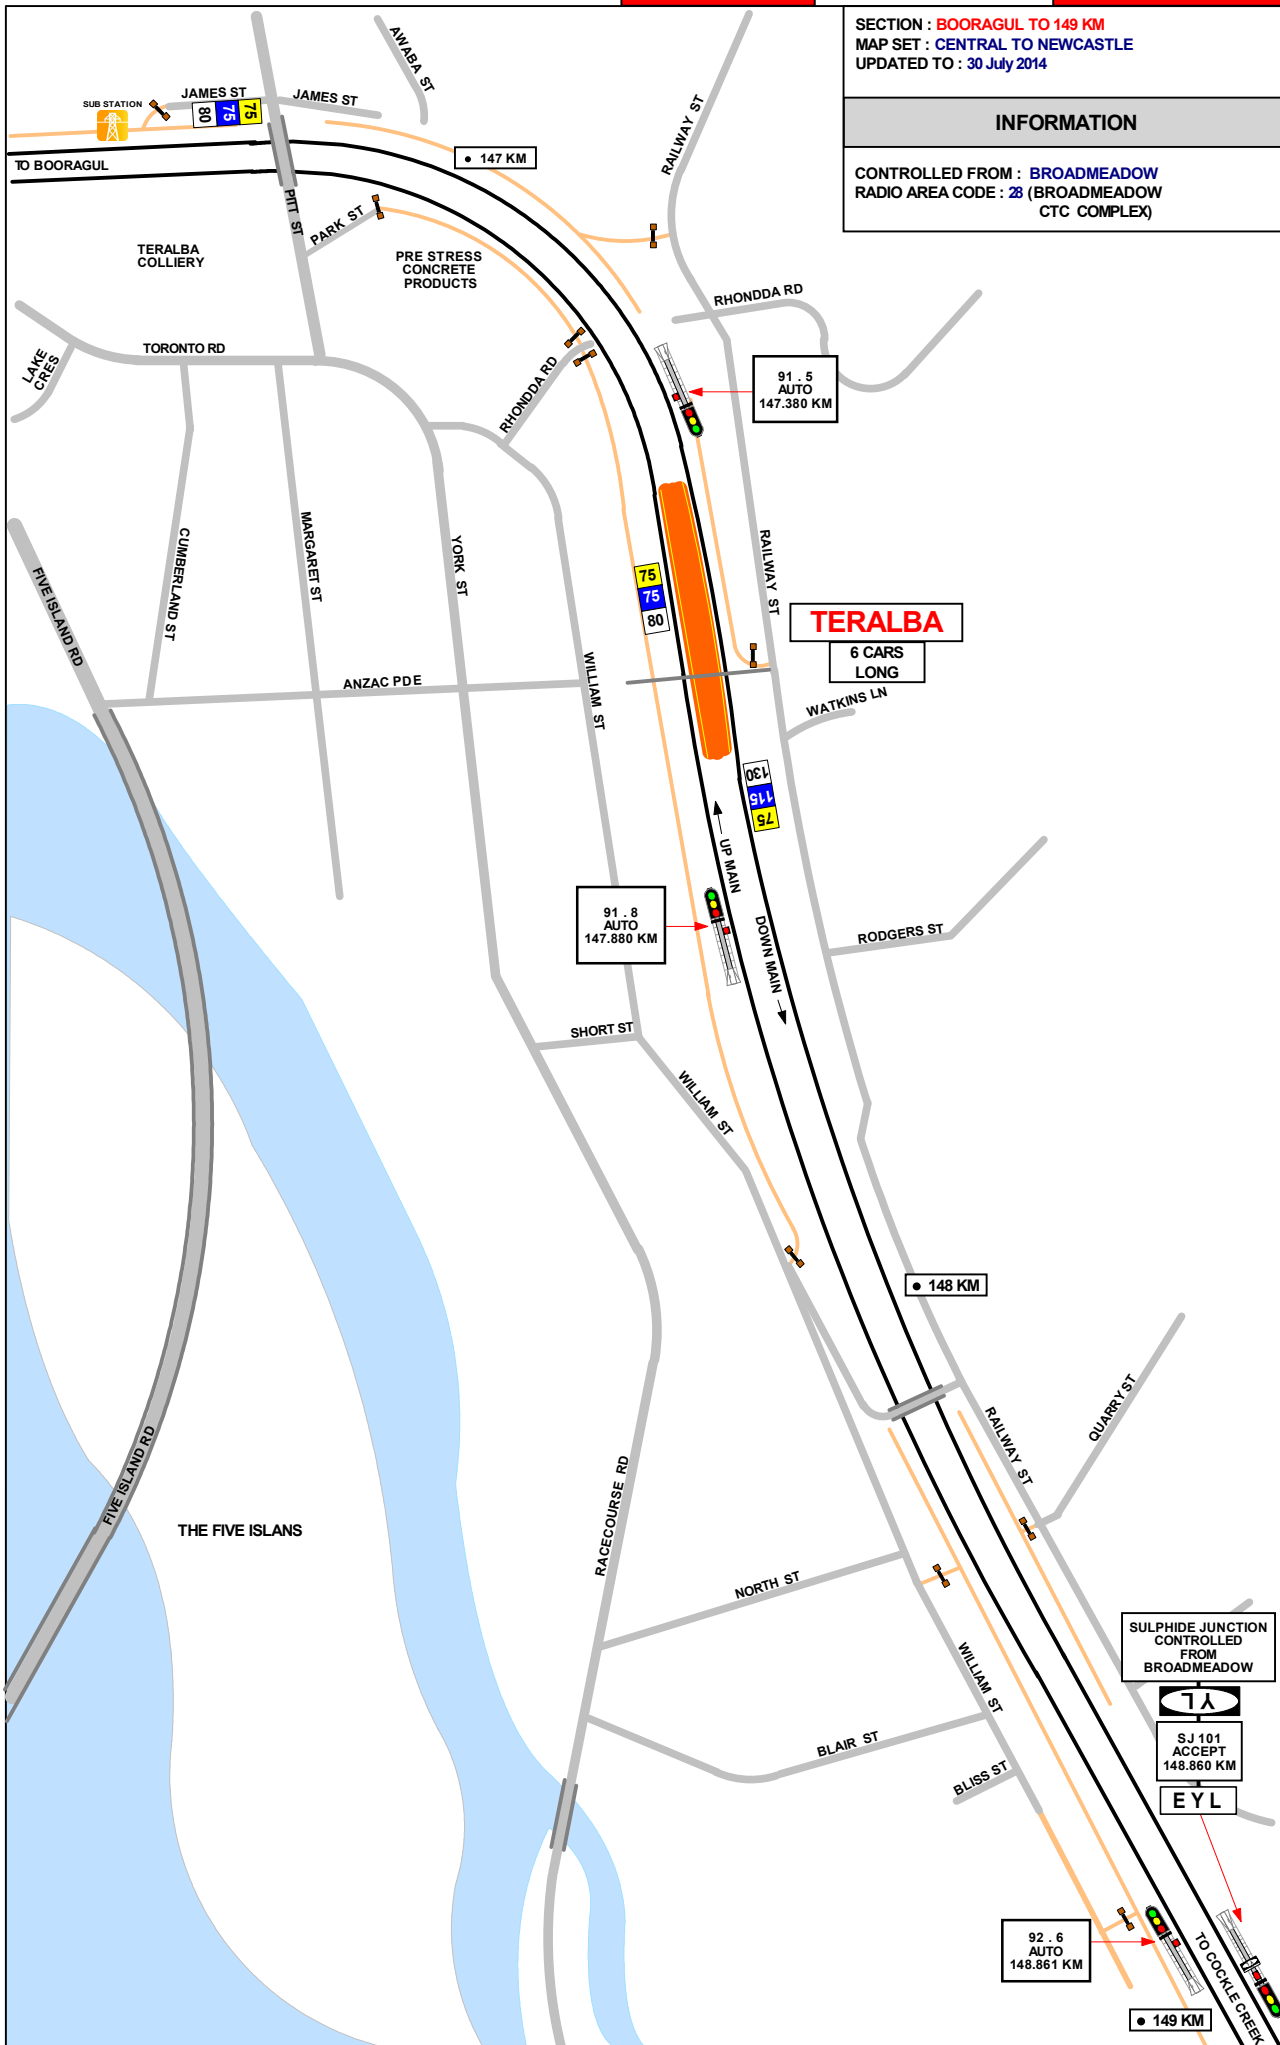 SECTION : BOORAGUL TO 149 KM
MAP SET : CENTRAL TO NEWCASTLE
UPDATED TO : 30 July 2014
INFORMATION
CONTROLLED FROM : BROADMEADOW
RADIO AREA CODE : 28 (BROADMEADOW
CTC COMPLEX)
AWABA ST
SUB STATION
JAMES ST
JAMES ST
80
75
75
RAILWAY ST
TO BOORAGUL
147 KM
PITT ST
PARK ST
TERALBA
COLLIERY
PRE STRESS
CONCRETE
PRODUCTS
RHONDDA RD
TORONTO RD
LAKE
CRES
RHONDDA RD
91 . 5
AUTO
147.380 KM
FIVE ISLAND RD
CUMBERLAND ST
MARGARET ST
YORK ST
RAILWAY ST
75
75
80
TERALBA
6 CARS
LONG
WILLIAM ST
ANZAC PDE
WATKINS LN
130
115
75
UP MAIN
91 . 8
AUTO
147.880 KM
DOWN MAIN
RODGERS ST
SHORT ST
WILLIAM ST
148 KM
QUARRY ST
RAILWAY ST
FIVE ISLAND RD
RACECOURSE RD
THE FIVE ISLANS
NORTH ST
WILLIAM ST
SULPHIDE JUNCTION
CONTROLLED
FROM
BROADMEADOW
YL
SJ 101
ACCEPT
148.860 KM
E Y L
BLAIR ST
BLISS ST
92 . 6
AUTO
148.861 KM
TO COCKLE CREEK
149 KM